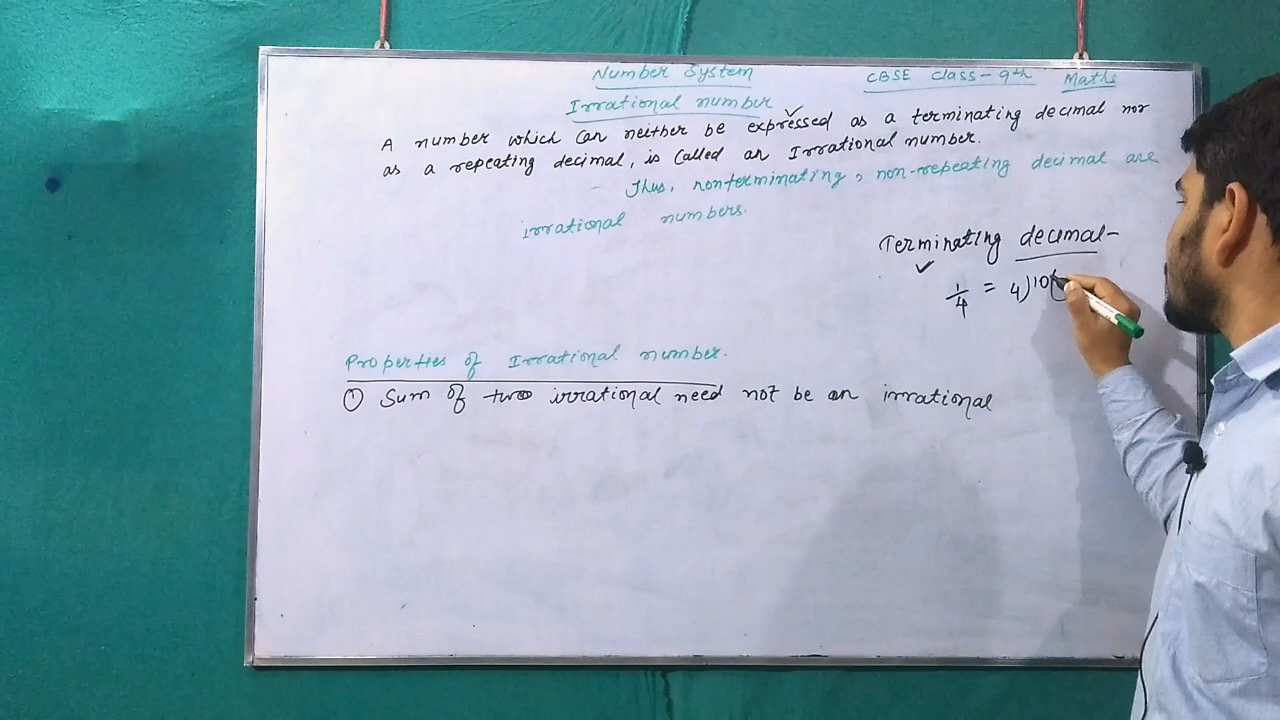 Number System
CBSE Class-9th Maths
Irrational number
A number which can neither be expressed as a terminating decimal nor
as a repeating decimal, is called an Irrational number.
Thus, nonterminating, non-repeating decimal are
irrational numbers.
Terminating decimal-
1/4 = 4)10(
Properties of Irrational number.
① Sum of two irrational need not be an irrational